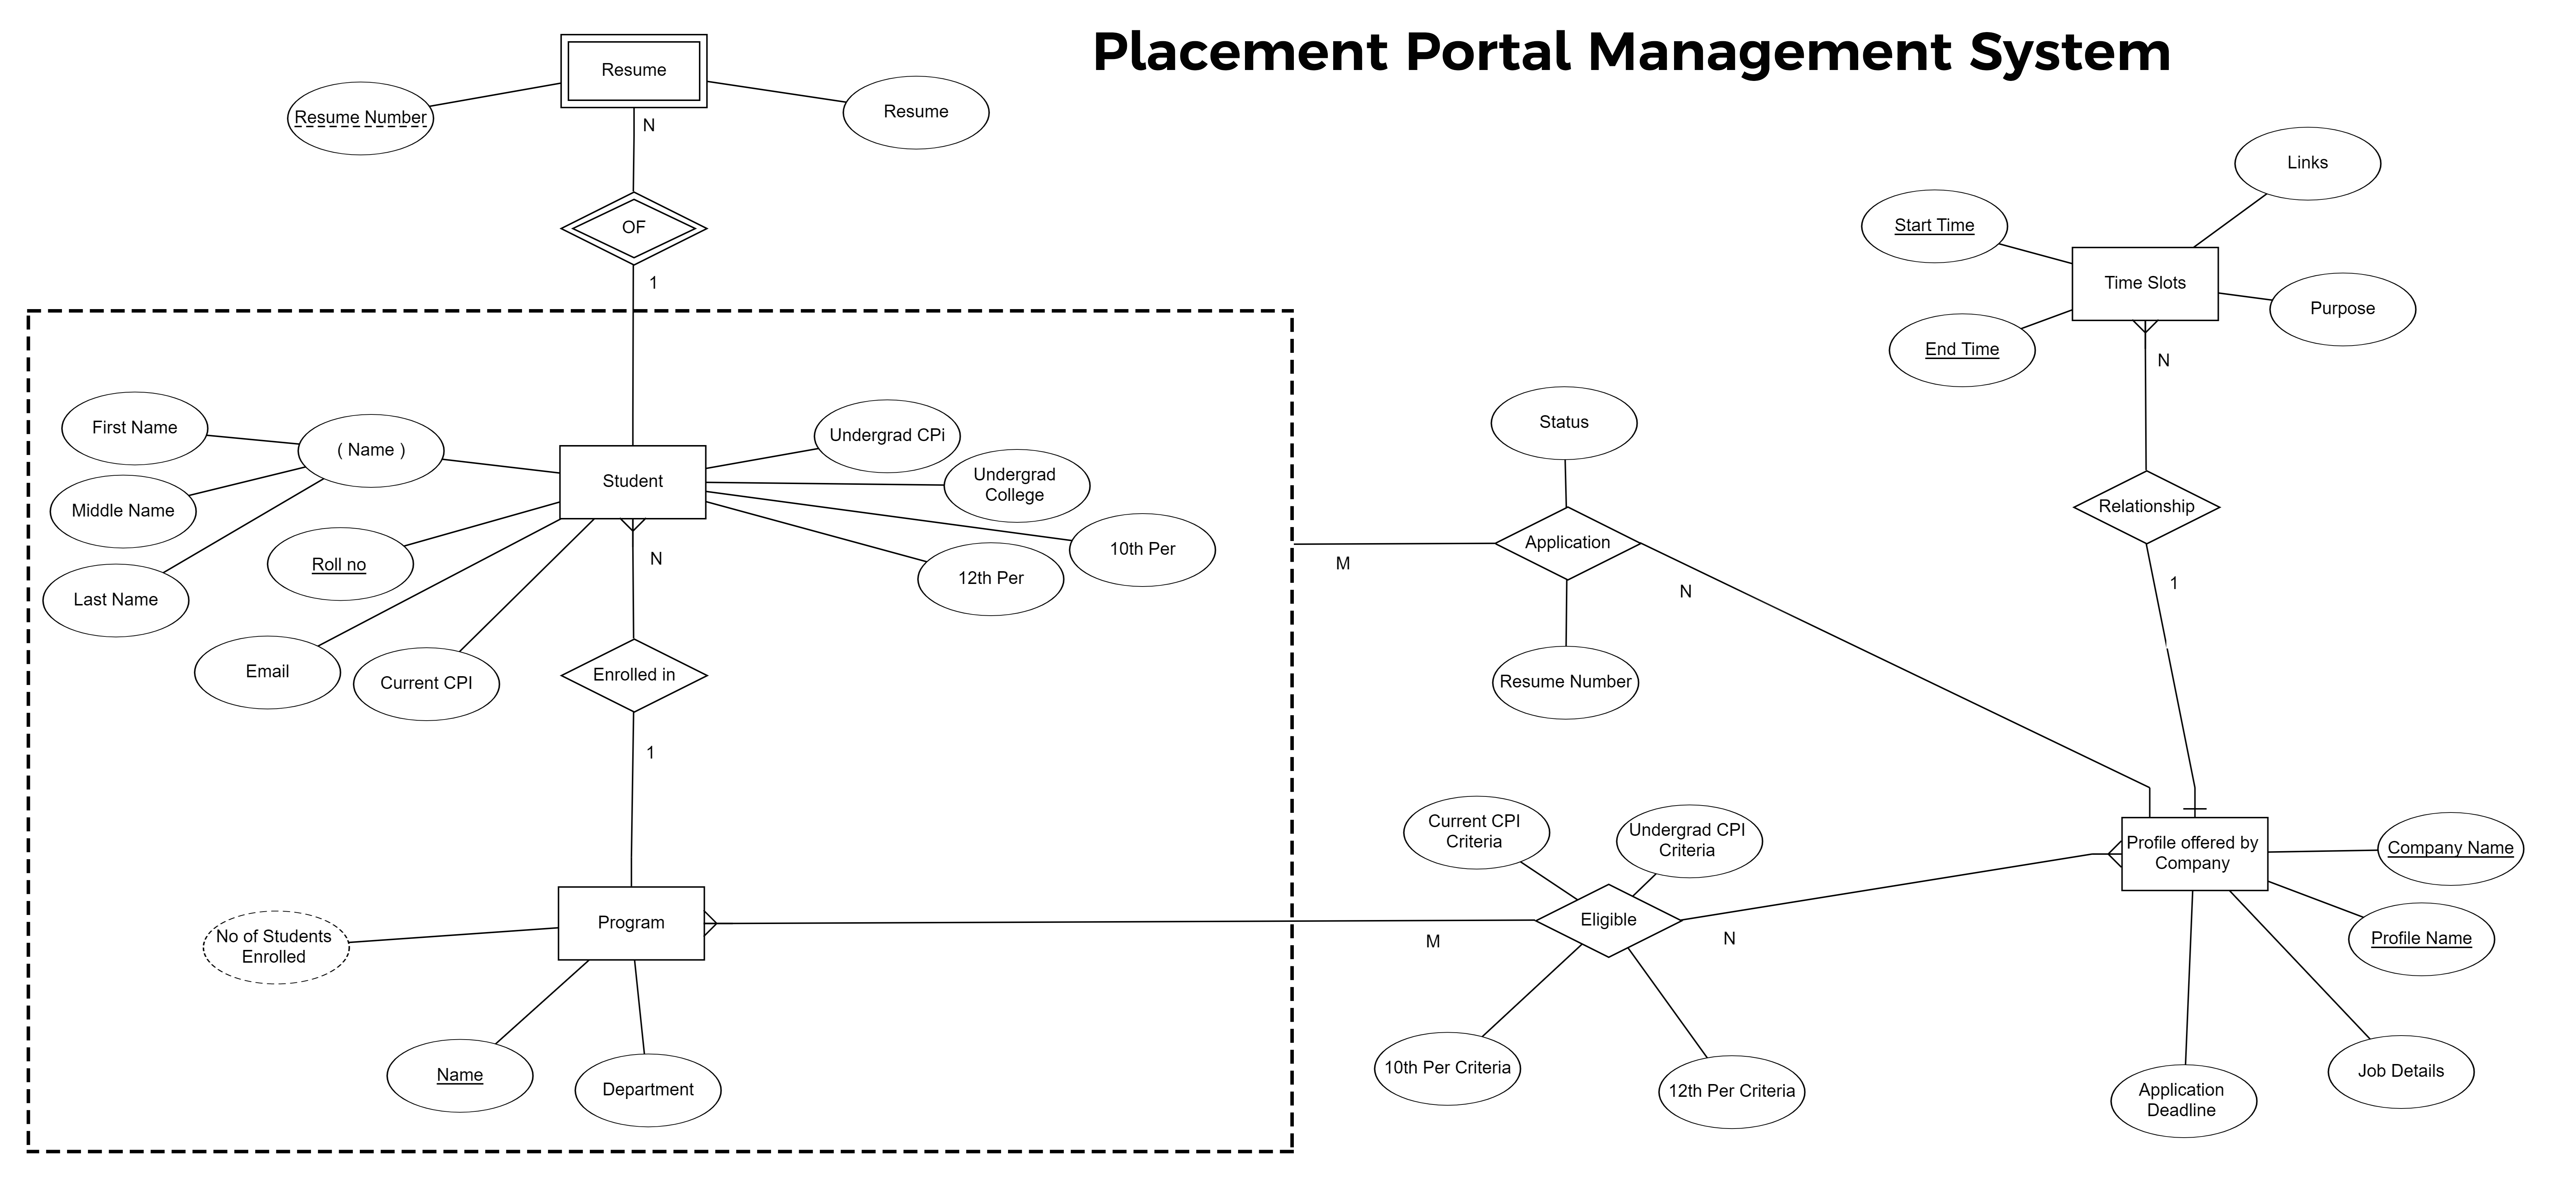 Placement Portal Management System
Resume
Resume Number
Resume
N
OF
1
Links
Start Time
Time Slots
Purpose
End Time
N
First Name
( Name )
Middle Name
Last Name
Roll no
Email
Current CPI
Student
Undergrad CPi
Undergrad
College
10th Per
12th Per
N
Enrolled in
1
Status
Application
M
N
Resume Number
Relationship
1
Program
No of Students
Enrolled
Name
Department
Current CPI
Criteria
Undergrad CPI
Criteria
Eligible
M
N
10th Per Criteria
12th Per Criteria
Profile offered by
Company
Company Name
Profile Name
Job Details
Application
Deadline